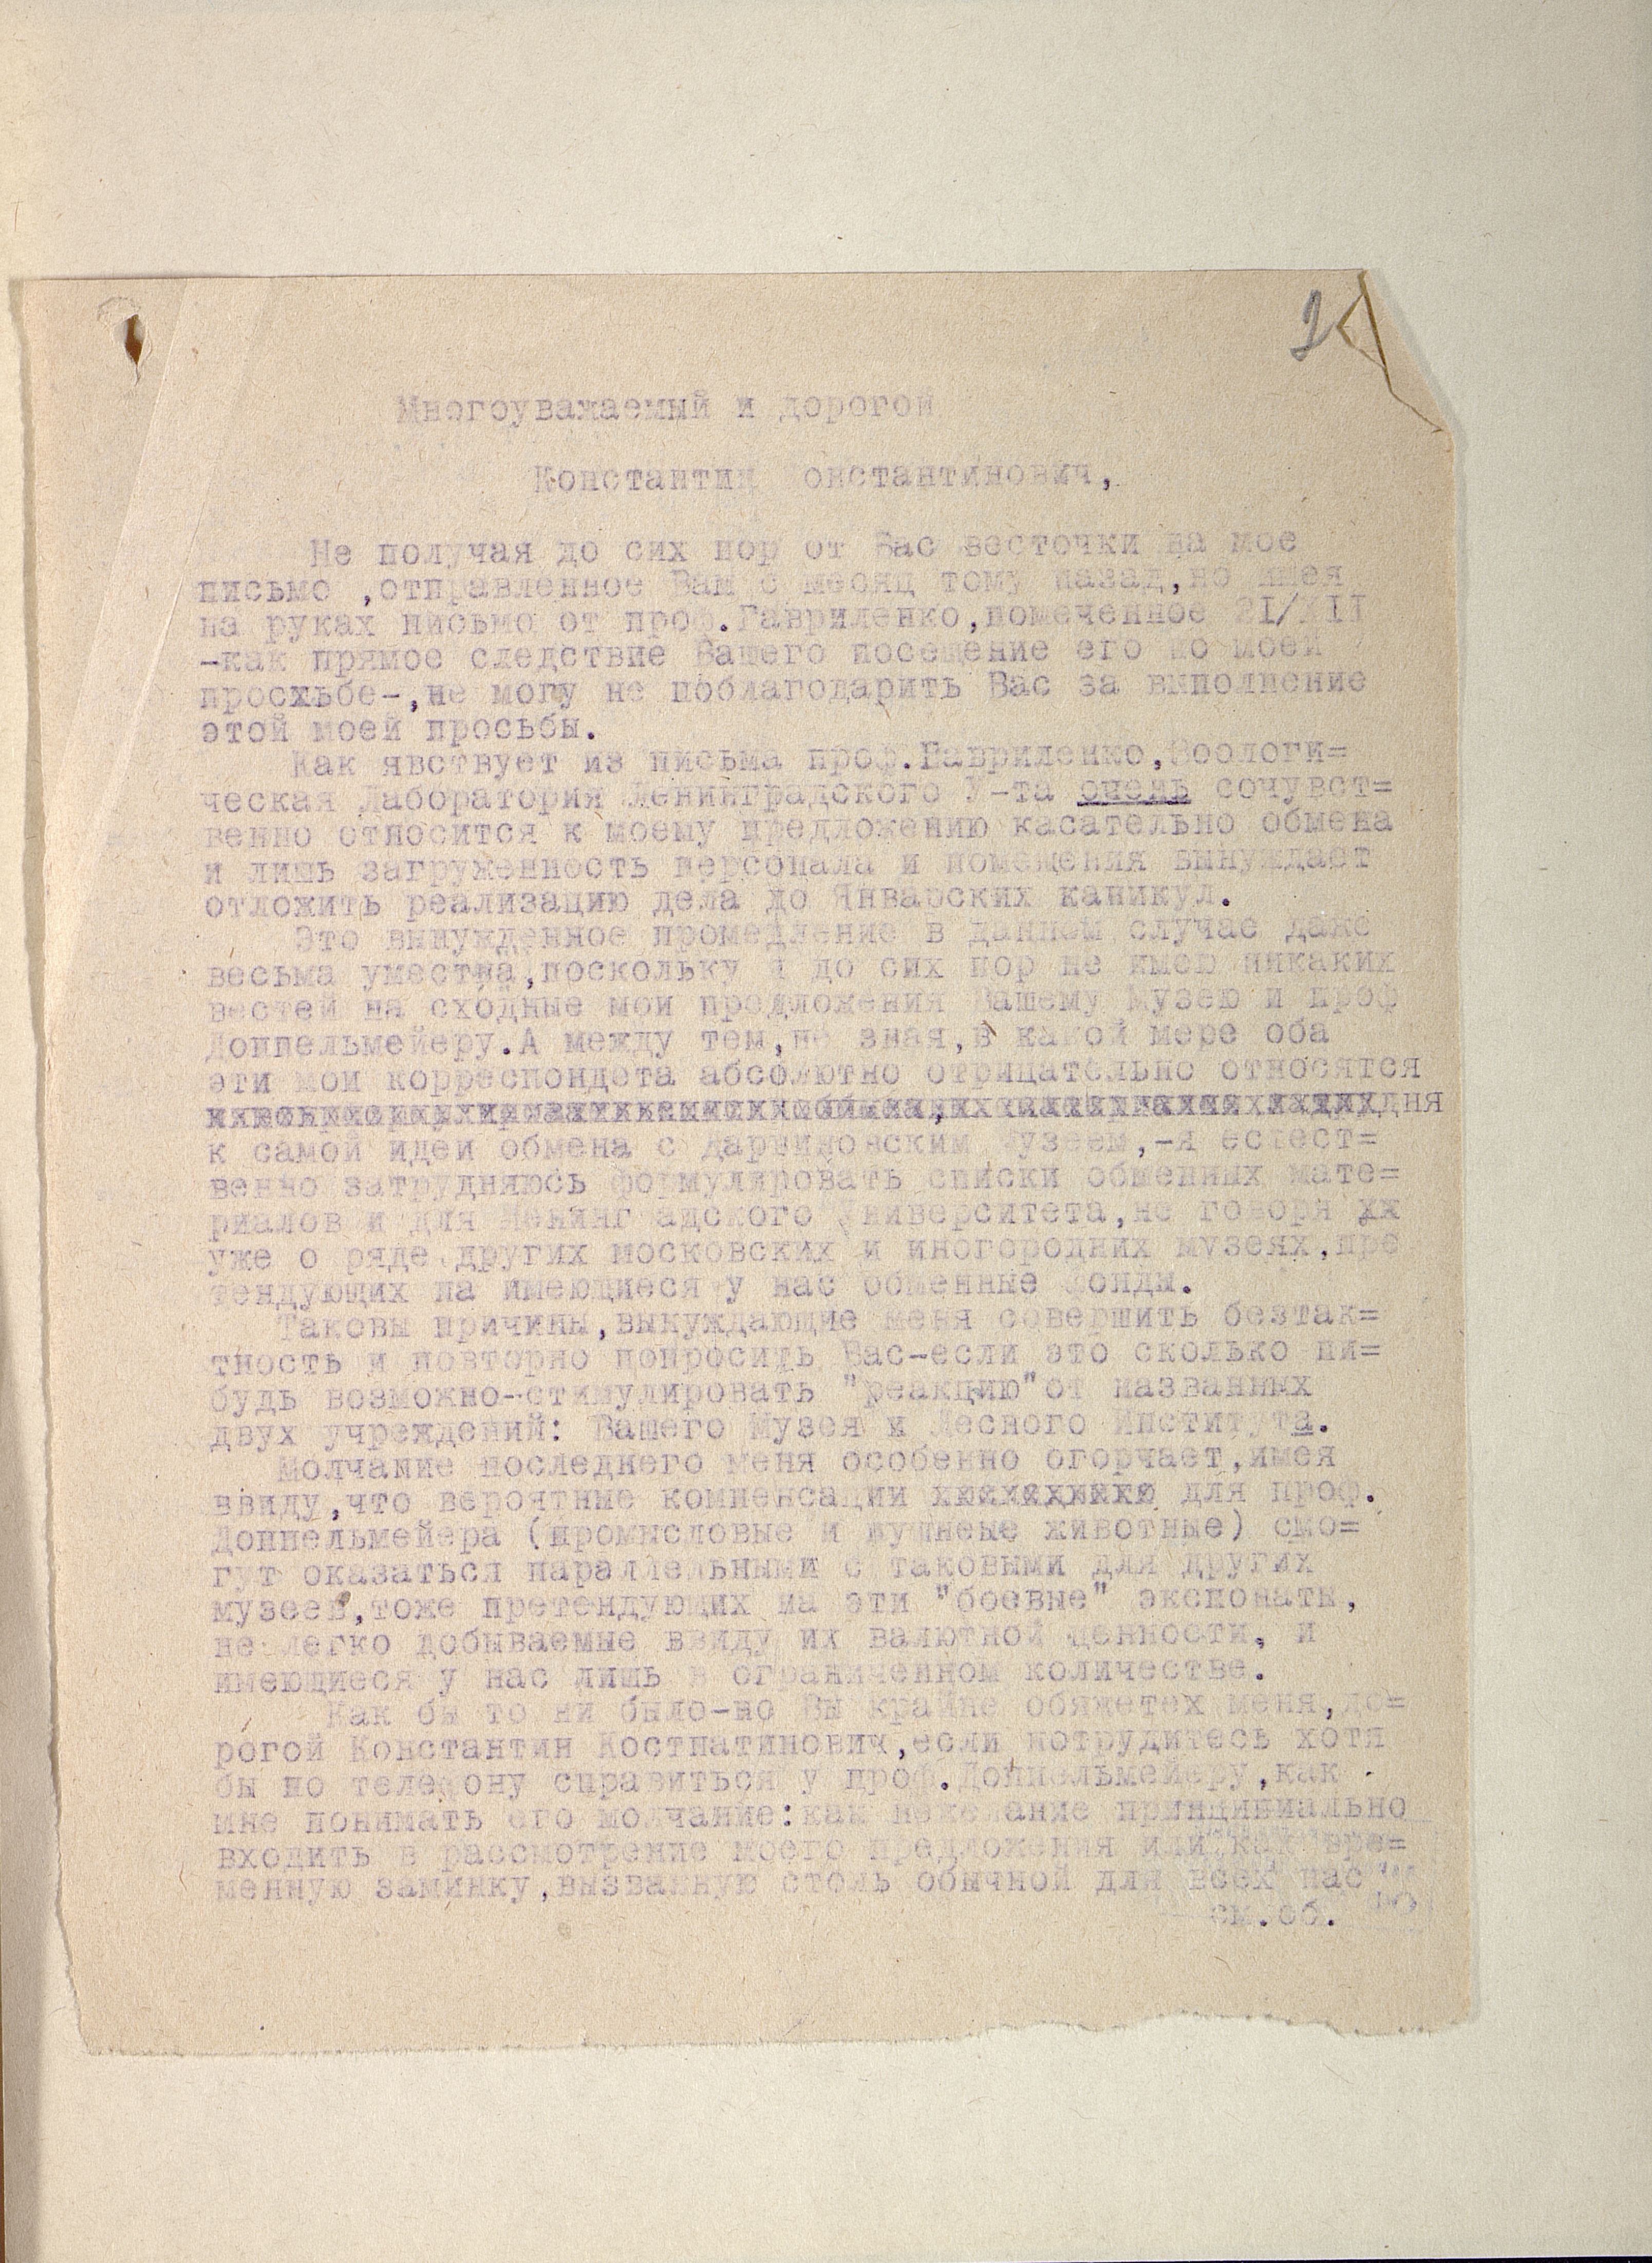 2
Многоуважаемый и дорогой
Константин онстантинович,
Не получая до сих пор от Вас весточки на мое
письмо ,отправленное Вам с месяц тому назад,но имея
на руках письмо от проф.Гавриленко,помеченное 2I/XII
-как прямое следствие Вашего посещение его по моей
просхьбе-,не могу не поблагодарить Вас за выполнение
этой моей просьбы.
Как явствует из письма проф.Гавриленко,Зоологи=
ческая Лаборатория Ленинградского У-та очень сочувст=
венно относится к моему предложению касательно обмена
и лишь загруженность персонала и помещения вынуждает
отложить реализацию дела до Январских каникул.
Это вынужденное промедление в данном случае даже
весьма уместна,поскольку я до сих пор не имею никаких
вестей на сходные мои предложения Вашему Музею и проф
Доппельмейеру.А между тем,не зная,в какой мере оба
эти мои корреспондета абсолютно отрицательно относятся
дня
к самой идеи обмена с Дарвиновским Музеем,-я естест=
венно затрудняюсь формулировать списки обменных мате=
риалов и для Ленинг адского Университета,не говоря хх
уже о ряде других московских и иногородних музеях,пре
тендующих на имеющиеся у нас обменные фонды.
Таковы причины,вынуждающие меня совершить безтак=
тность и повторно попросить Вас-если это сколько ни=
будь возможно-стимулировать "реакцию"от названных
двух учреждений: Вашего Музея и Лесного Института.
Молчание последнего меня особенно огорчает,имея
ввиду,что вероятные компенсации для проф.
Доппельмейера (промысловые и пушные животные) смо=
гут оказаться параллельными с таковыми для других
музеев,тоже претендующих на эти "боевые" экспонаты,
не легко добываемые ввиду их валютной ценности, и
имеющиеся у нас лишь в ограниченном количестве.
Как бы то ни было-но Вы крайне обяжетех меня,до=
рогой Константин Костпатинович,если потрудитесь хотя
бы по телефону справиться у проф.Доппельмейеру,как
мне понимать его молчание:как нежелание принципиально
входить в рассмотрение моего предложения или как вре=
менную заминку,вызванную столь обычной для всех нас
см.об.